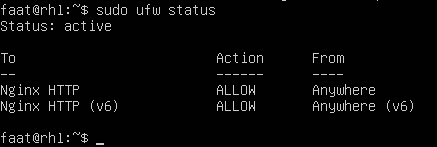 faat@rhl:~$ sudo ufw status
Status: active
To                         Action      From
--                         ------      ----
Nginx HTTP                 ALLOW       Anywhere
Nginx HTTP (v6)            ALLOW       Anywhere (v6)
faat@rhl:~$ _